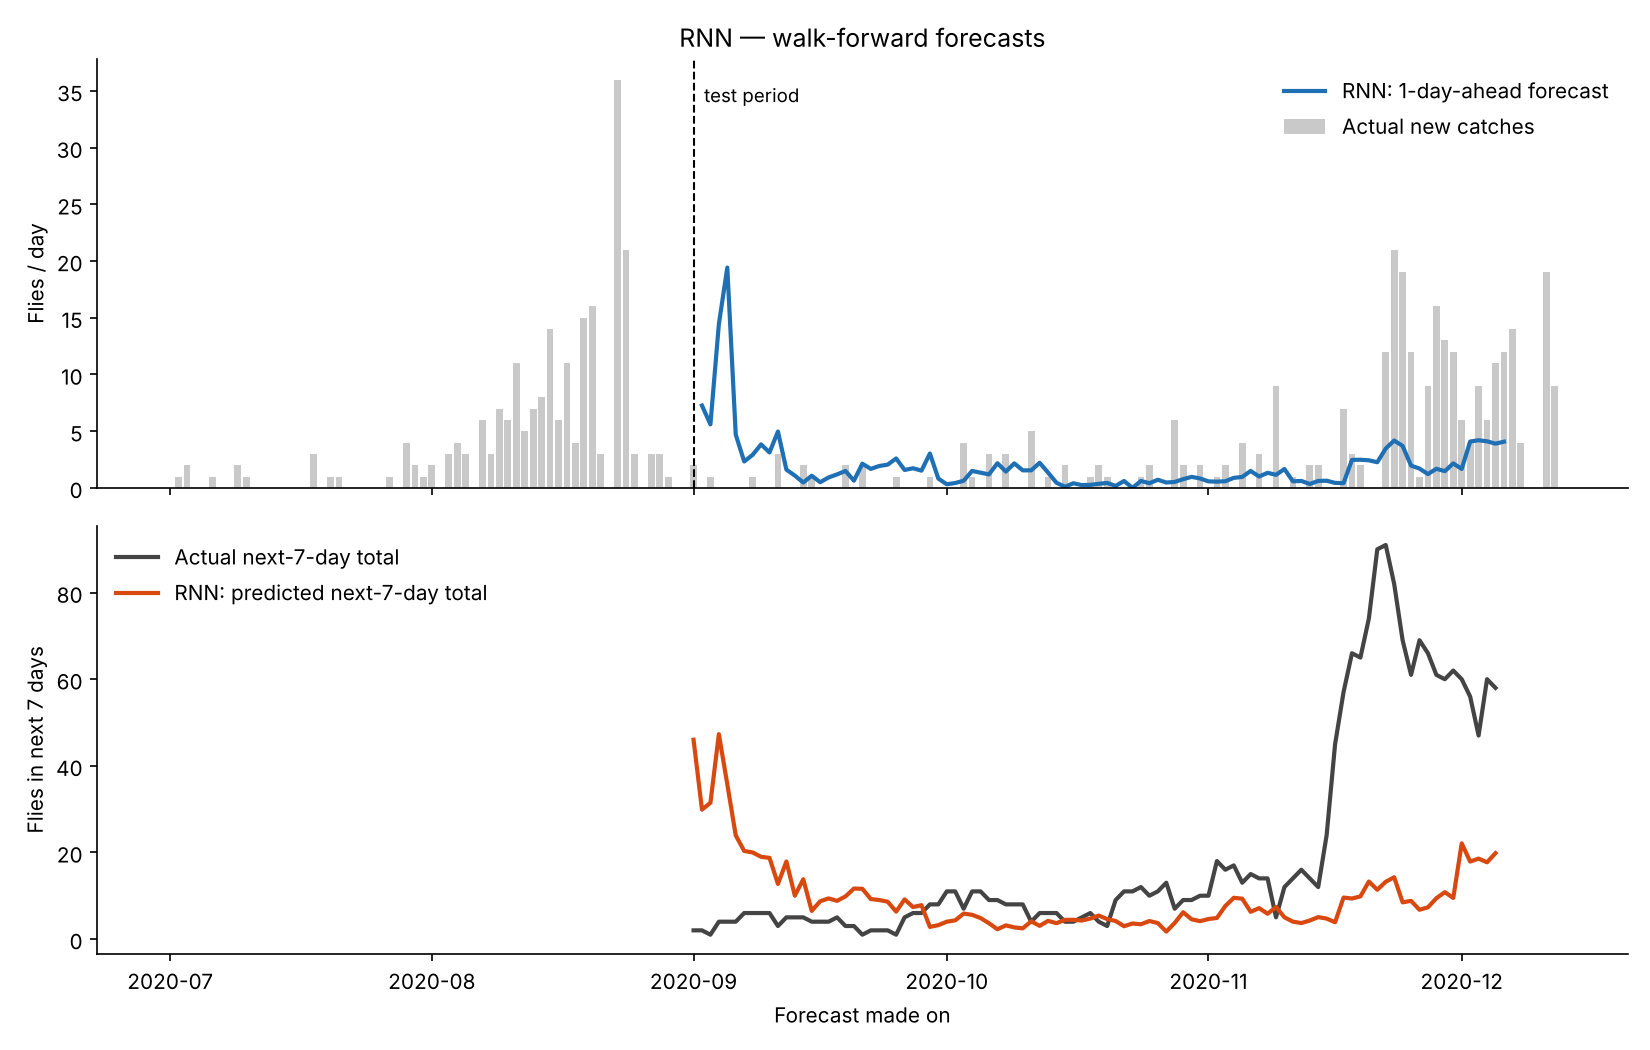 RNN — walk-forward forecasts
test period
RNN: 1-day-ahead forecast
Actual new catches
Flies / day
35
30
25
20
15
10
5
0
Actual next-7-day total
RNN: predicted next-7-day total
Flies in next 7 days
80
60
40
20
0
2020-07
2020-08
2020-09
2020-10
2020-11
2020-12
Forecast made on